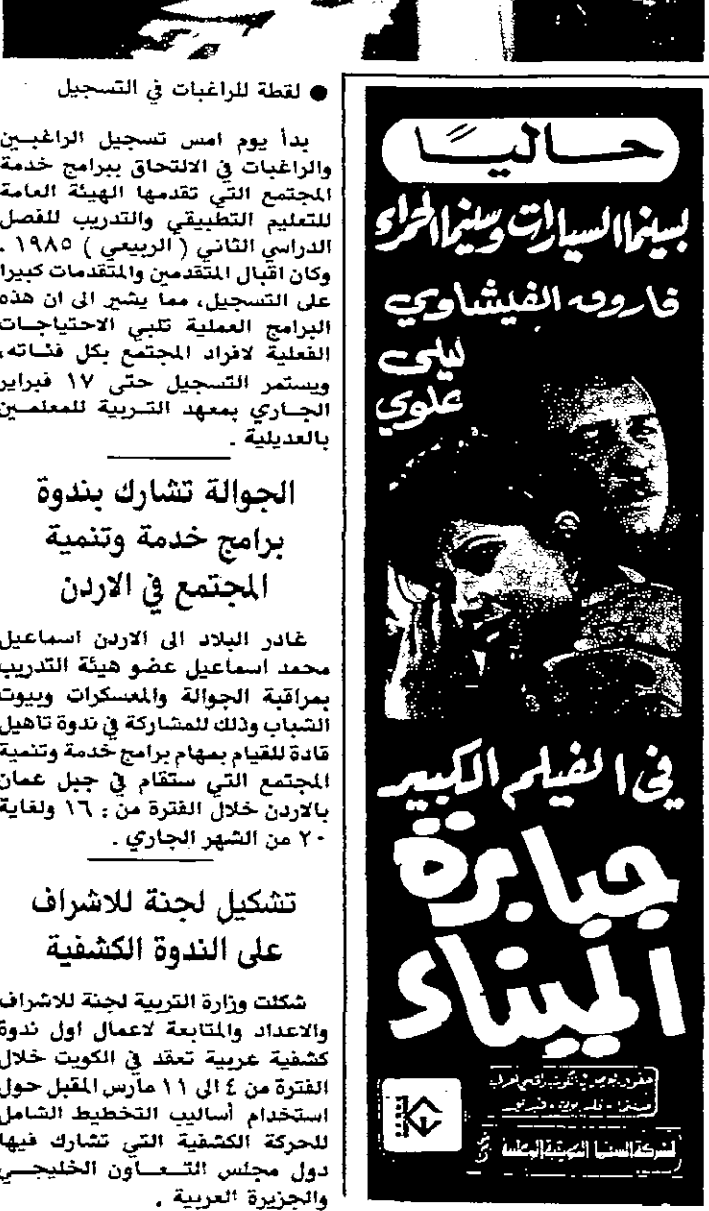 ● لقطة للراغبات في التسجيل
بدأ يوم امس تسجيل الراغبين
والراغبات في الالتحاق ببرامج خدمة
المجتمع التي تقدمها الهيئة العامة
للتعليم التطبيقي والتدريب للفصل
الدراسي الثاني ( الربيعي ) ١٩٨٥ .
وكان اقبال المتقدمين والمتقدمات كبيرا
على التسجيل، مما يشير الى ان هذه
البرامج العملية تلبي الاحتياجات
الفعلية لافراد المجتمع بكل فئاته،
ويستمر التسجيل حتى ١٧ فبراير
الجاري بمعهد التربية للمعلمين
بالعديلية .
الجوالة تشارك بندوة
برامج خدمة وتنمية
المجتمع في الاردن
غادر البلاد الى الاردن اسماعيل
محمد اسماعيل عضو هيئة التدريب
بمراقبة الجوالة والمعسكرات وبيوت
الشباب وذلك للمشاركة في ندوة تاهيل
قادة للقيام بمهام برامج خدمة وتنمية
المجتمع التي ستقام في جبل عمان
بالاردن خلال الفترة من : ١٦ ولغاية
٢٠ من الشهر الجاري .
تشكيل لجنة للاشراف
على الندوة الكشفية
شكلت وزارة التربية لجنة للاشراف
والاعداد والمتابعة لاعمال اول ندوة
كشفية عربية تعقد في الكويت خلال
الفترة من ٤ الى ١١ مارس المقبل حول
استخدام أساليب التخطيط الشامل
للحركة الكشفية التي تشارك فيها
دول مجلس التعاون الخليجي
والجزيرة العربية .
حاليًا
بسينما السيارات وسينما الحمراء
فاروق الفيشاوي
ليلى
علوي
في الفيلم الكبير
جبابرة
الميناء
لشركة السينما الكويتية الوطنية